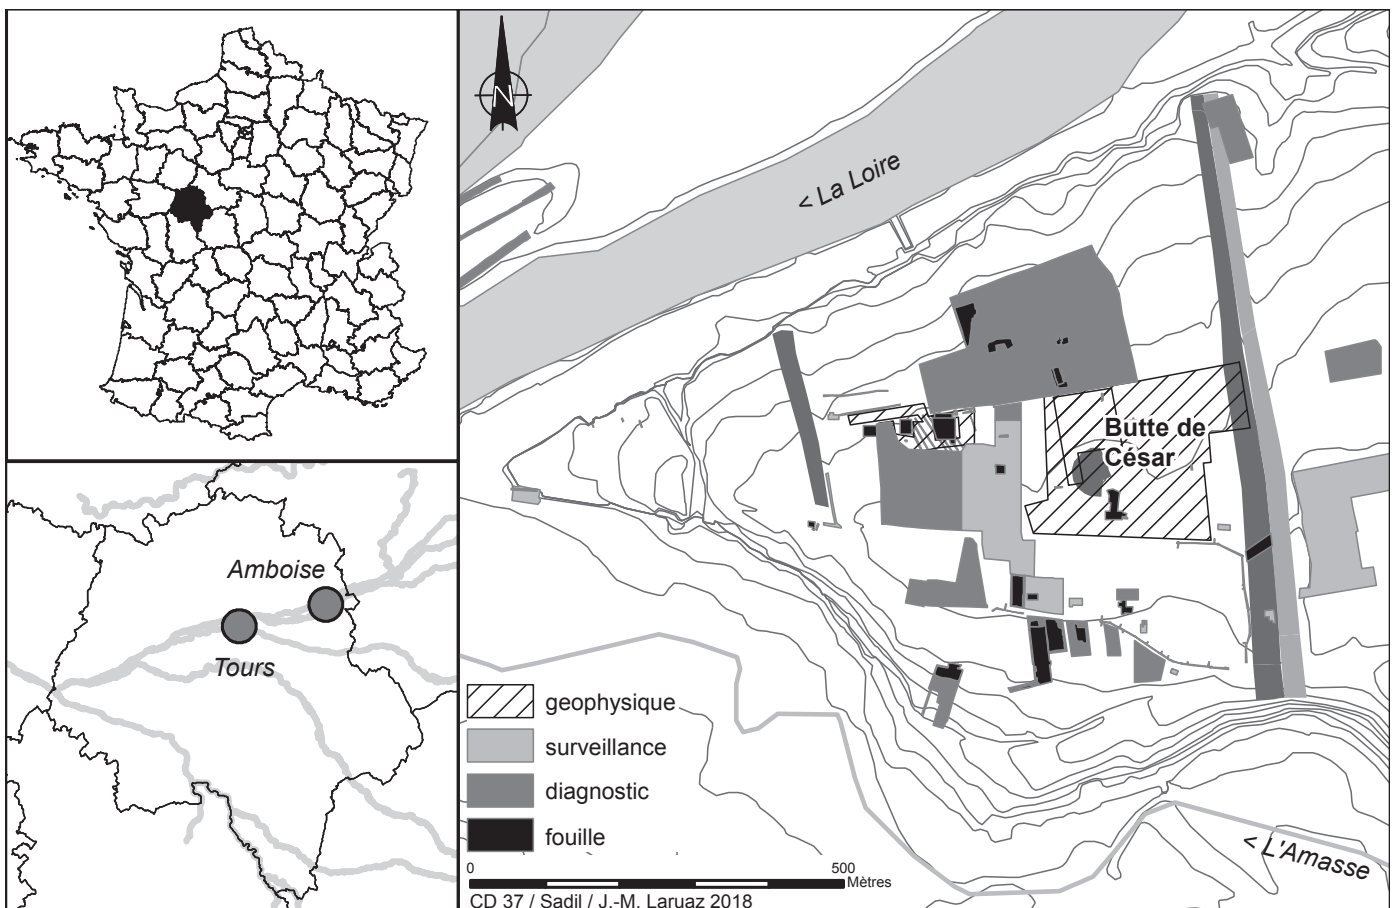 N
< La Loire
Butte de
César
Amboise
Tours
geophysique
surveillance
diagnostic
fouille
0
500
Mètres
CD 37 / Sadil / J.-M. Laruaz 2018
< L'Amasse